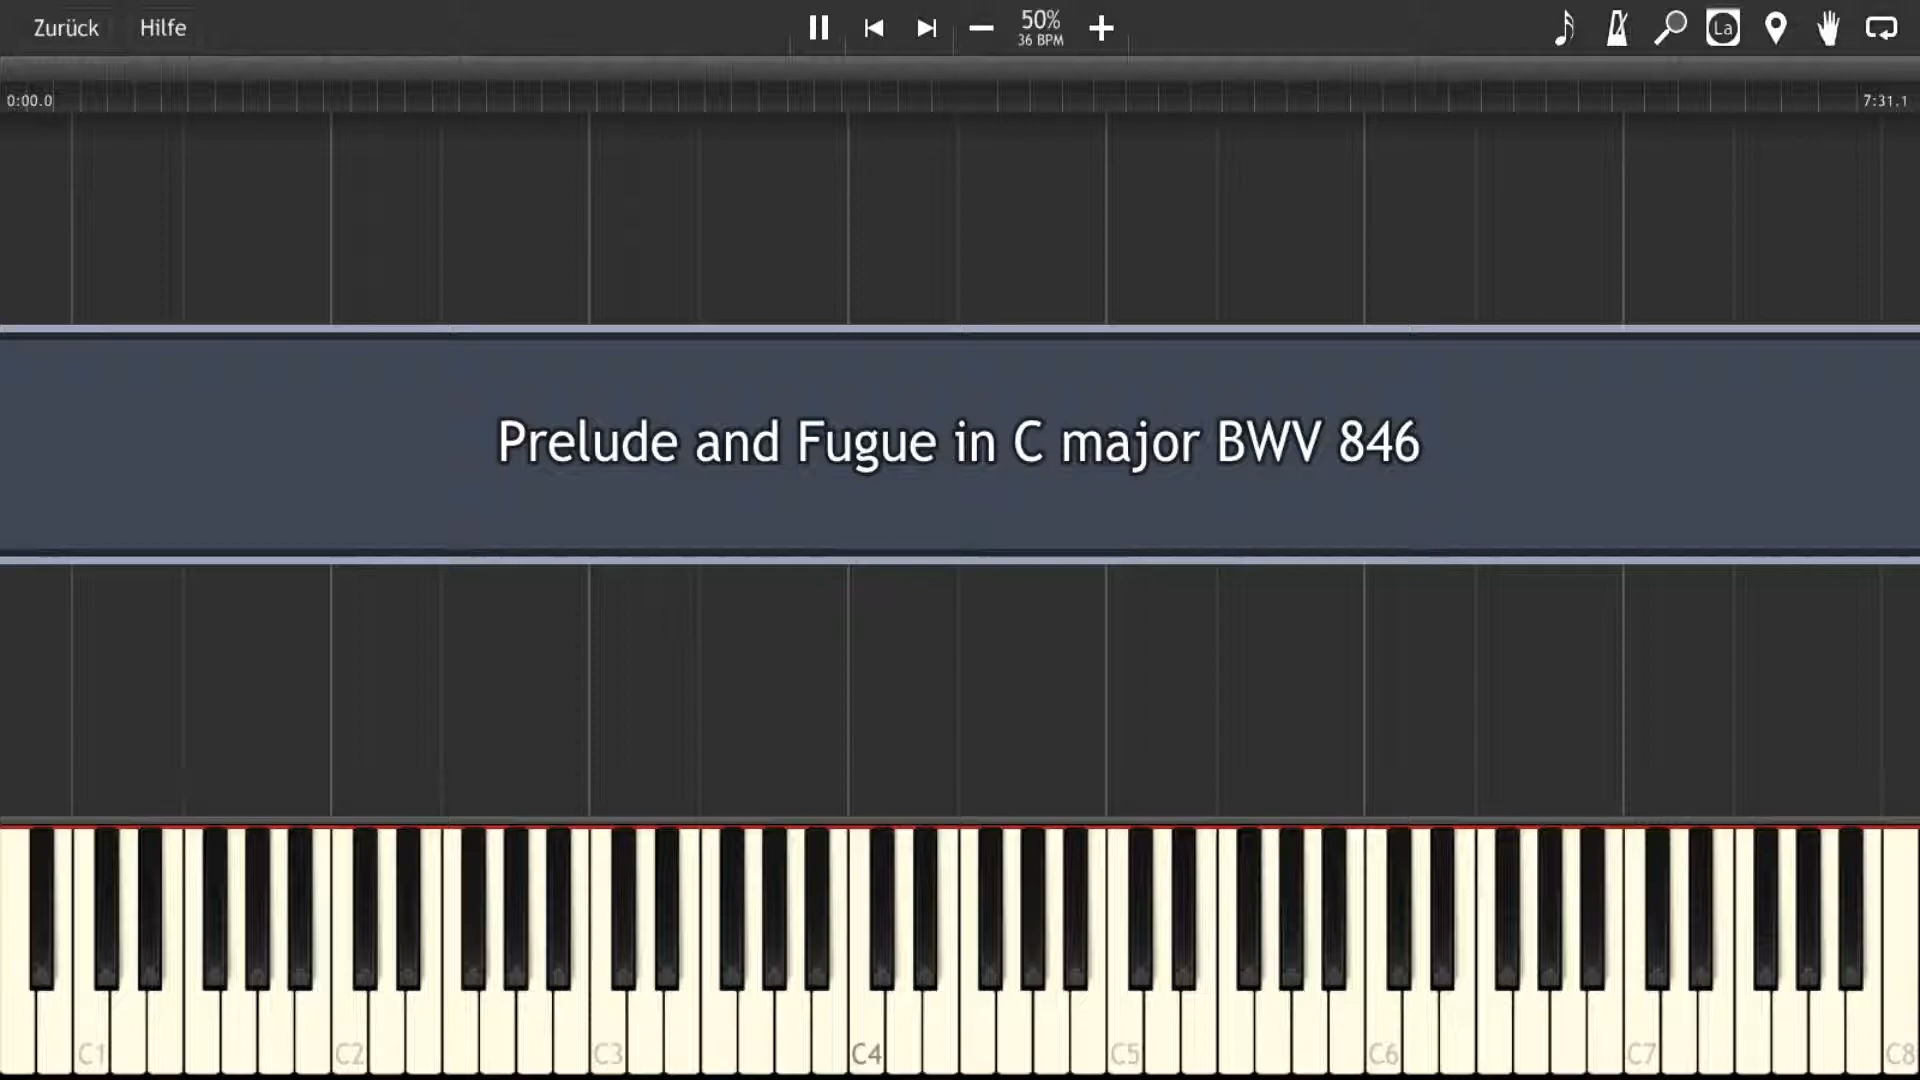 Zurück Hilfe
50%
36 BPM
La
0:00.0 7:31.1
Prelude and Fugue in C major BWV 846
C1 C2 C3 C4 C5 C6 C7 C8